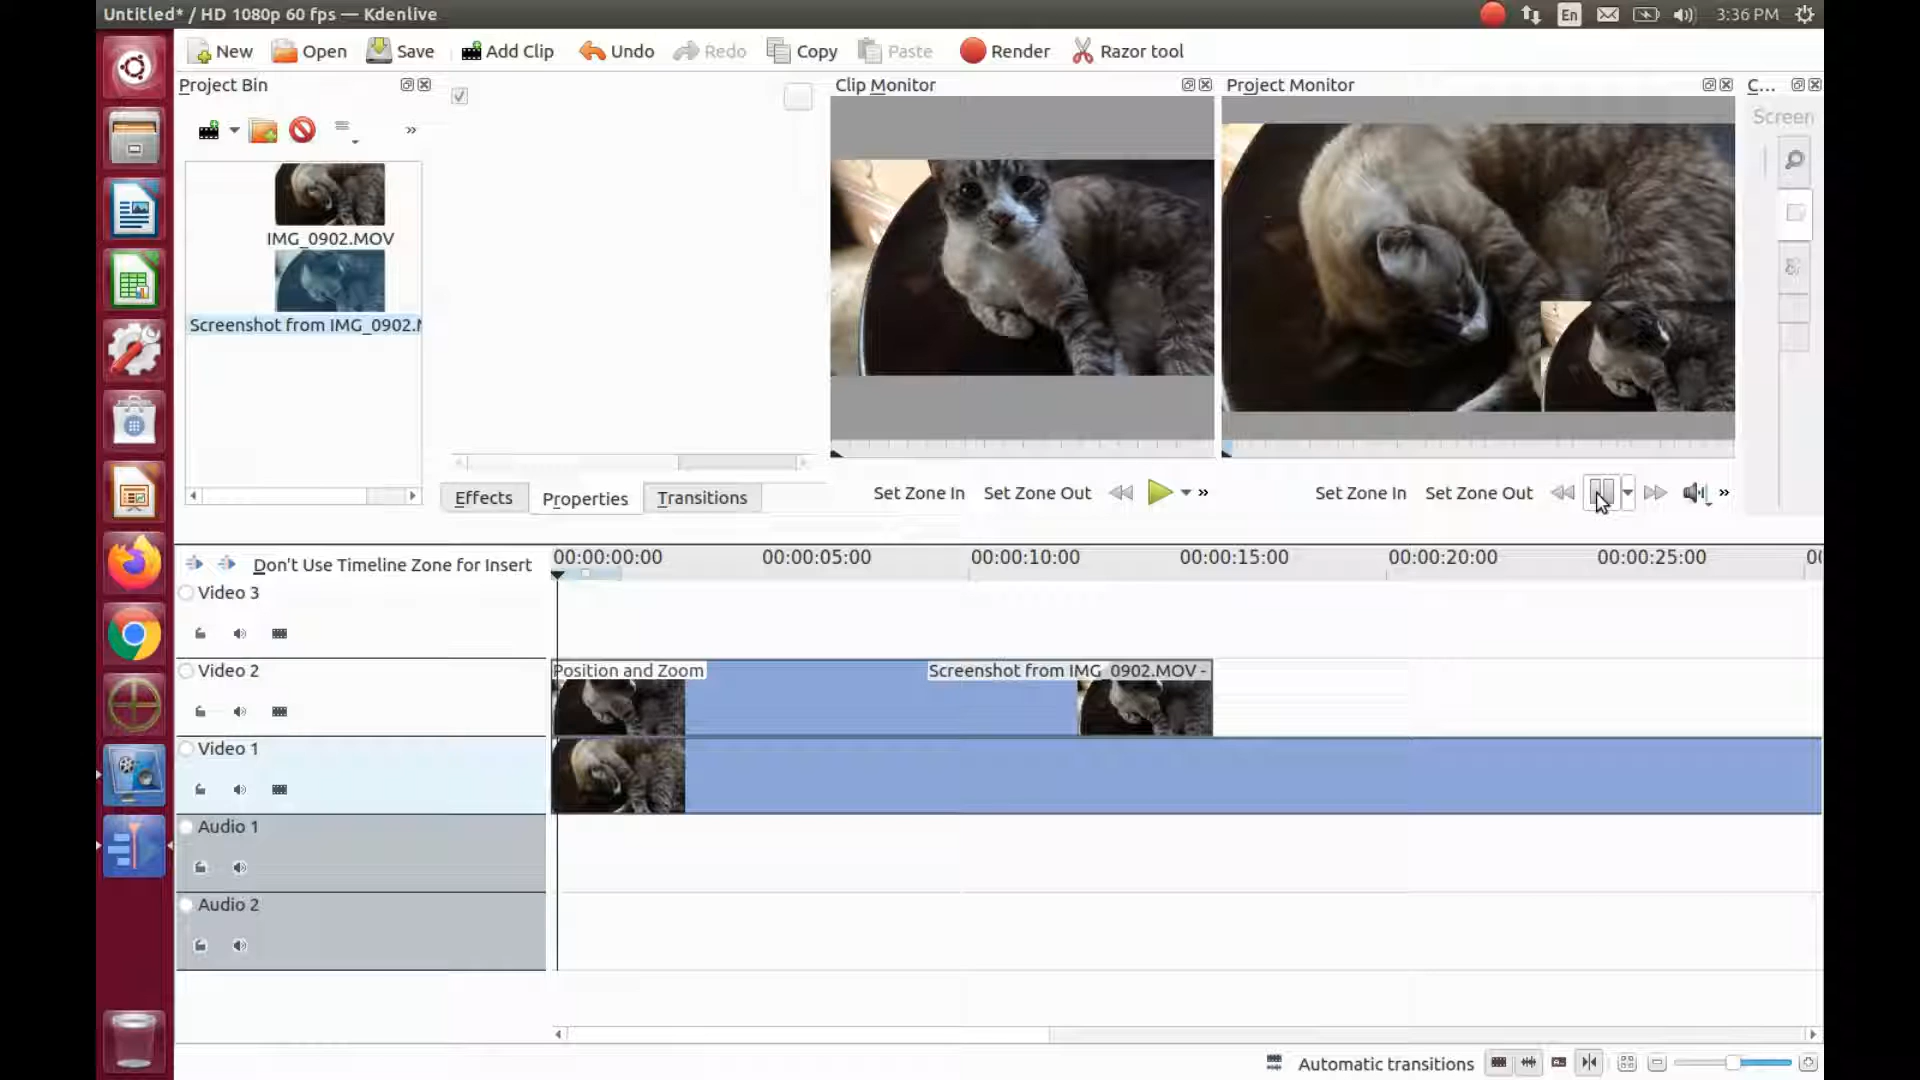 Untitled* / HD 1080p 60 fps — Kdenlive
En
3:36 PM
New
Open
Save
Add Clip
Undo
Redo
Copy
Paste
Render
Razor tool
Project Bin
Clip Monitor
Project Monitor
C...
Screen
»
IMG_0902.MOV
Screenshot from IMG_0902.
Effects
Properties
Transitions
Set Zone In
Set Zone Out
»
Set Zone In
Set Zone Out
»
Don't Use Timeline Zone for Insert
00:00:00:00
00:00:05:00
00:00:10:00
00:00:15:00
00:00:20:00
00:00:25:00
Video 3
Video 2
Position and Zoom
Screenshot from IMG_0902.MOV -
Video 1
Audio 1
Audio 2
Automatic transitions